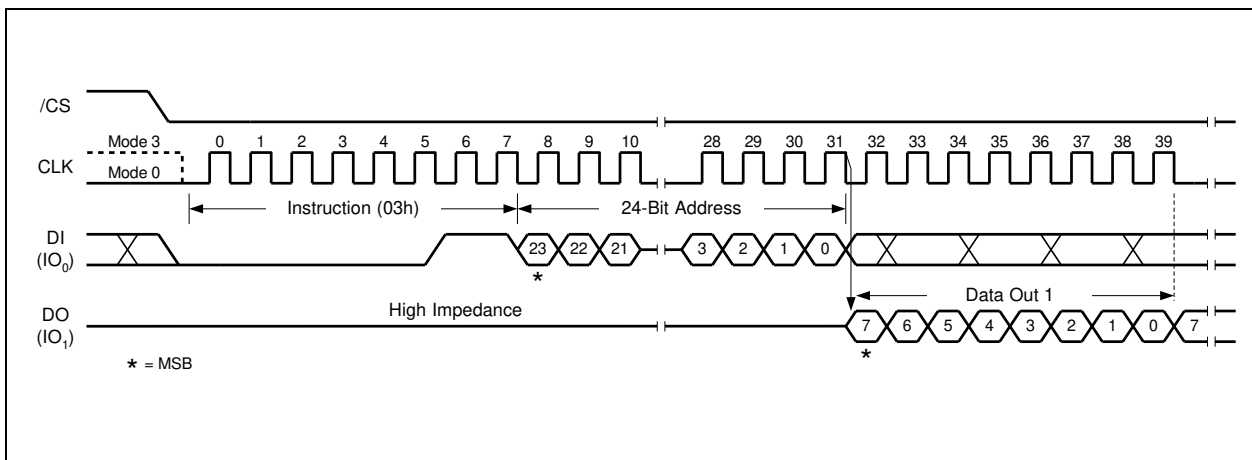 /CS
Mode 3 0 1 2 3 4 5 6 7 8 9 10 28 29 30 31 32 33 34 35 36 37 38 39
CLK
Mode 0
Instruction (03h) 24-Bit Address
DI
(IO0)
23 22 21 3 2 1 0
*
Data Out 1
High Impedance
DO
(IO1)
7 6 5 4 3 2 1 0 7
*
* = MSB